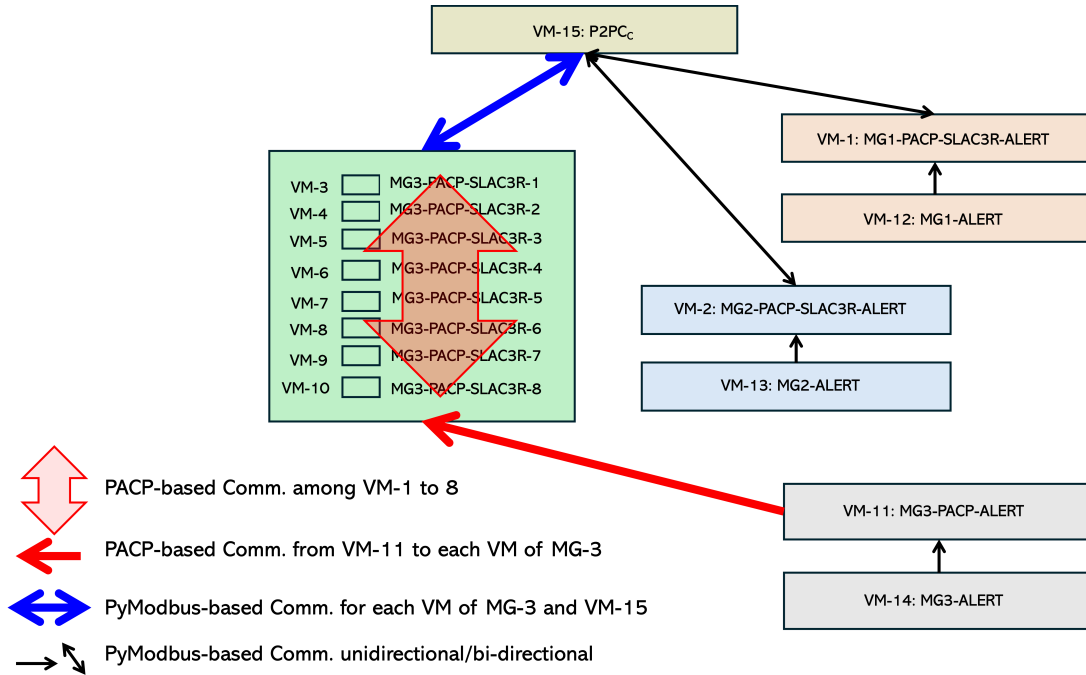 VM-15: P2PCC
VM-1: MG1-PACP-SLAC3R-ALERT
VM-12: MG1-ALERT
VM-3 MG3-PACP-SLAC3R-1
VM-4 MG3-PACP-SLAC3R-2
VM-5 MG3-PACP-SLAC3R-3
VM-6 MG3-PACP-SLAC3R-4
VM-7 MG3-PACP-SLAC3R-5
VM-8 MG3-PACP-SLAC3R-6
VM-9 MG3-PACP-SLAC3R-7
VM-10 MG3-PACP-SLAC3R-8
VM-2: MG2-PACP-SLAC3R-ALERT
VM-13: MG2-ALERT
VM-11: MG3-PACP-ALERT
VM-14: MG3-ALERT
PACP-based Comm. among VM-1 to 8
PACP-based Comm. from VM-11 to each VM of MG-3
PyModbus-based Comm. for each VM of MG-3 and VM-15
PyModbus-based Comm. unidirectional/bi-directional